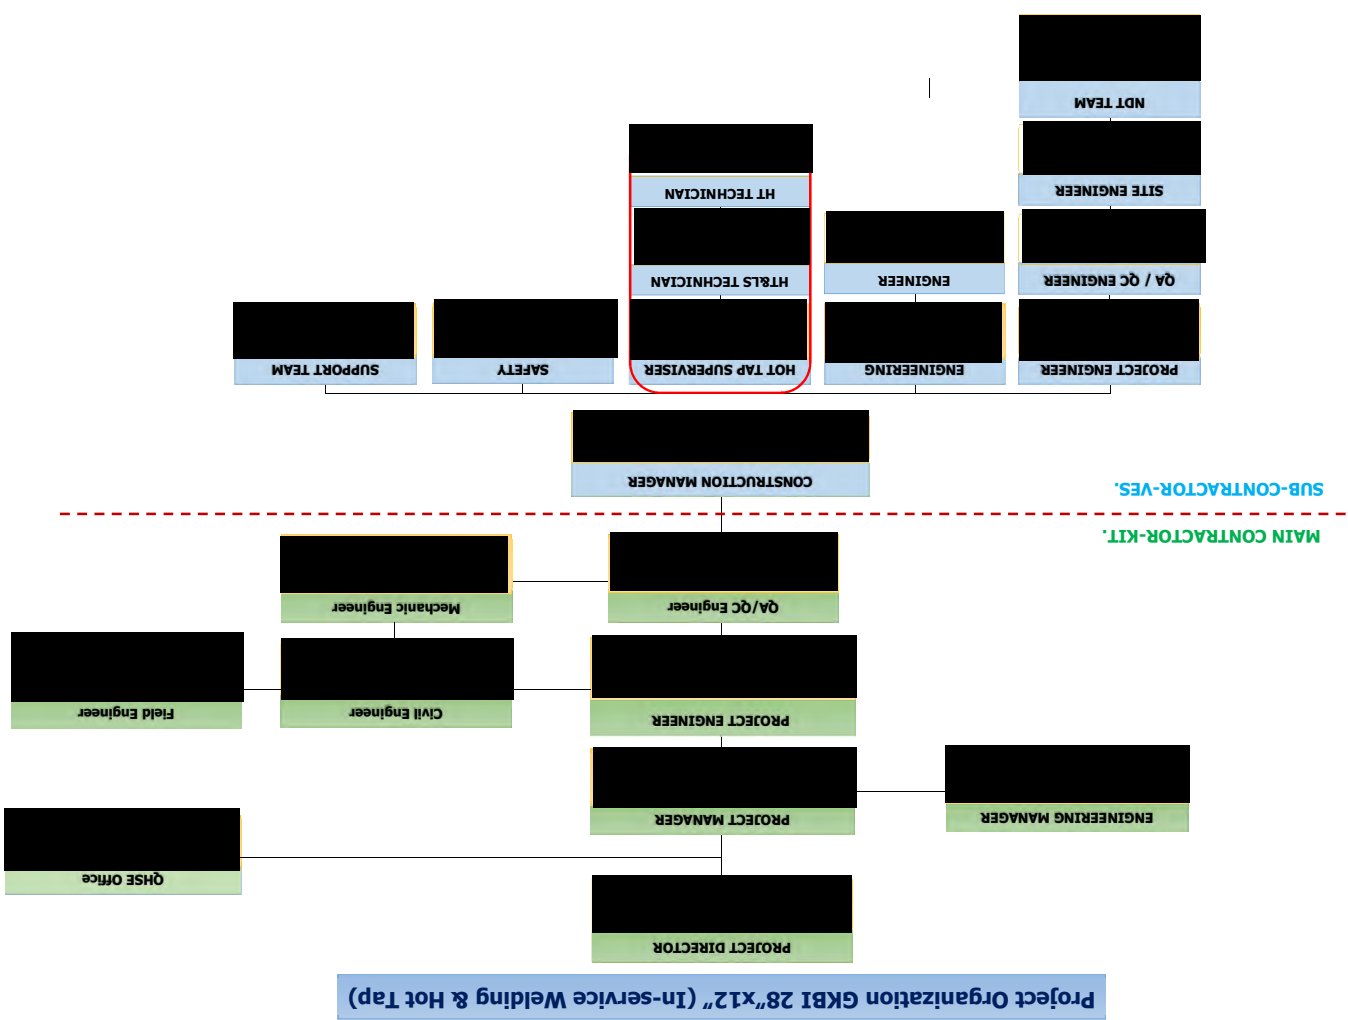 Project Organization GKBI 28”x12” (In-service Welding & Hot Tap)
PROJECT DIRECTOR
QHSE Office
PROJECT MANAGER
ENGINEERING MANAGER
PROJECT ENGINEER
Civil Engineer
Field Engineer
QA/QC Engineer
Mechanic Engineer
MAIN CONTRACTOR-KIT.
SUB-CONTRACTOR-VES.
CONSTRUCTION MANAGER
PROJECT ENGINEER
ENGINEERING
HOT TAP SUPERVISER
SAFETY
SUPPORT TEAM
QA / QC ENGINEER
ENGINEER
HT&LS TECHNICIAN
SITE ENGINEER
HT TECHNICIAN
NDT TEAM